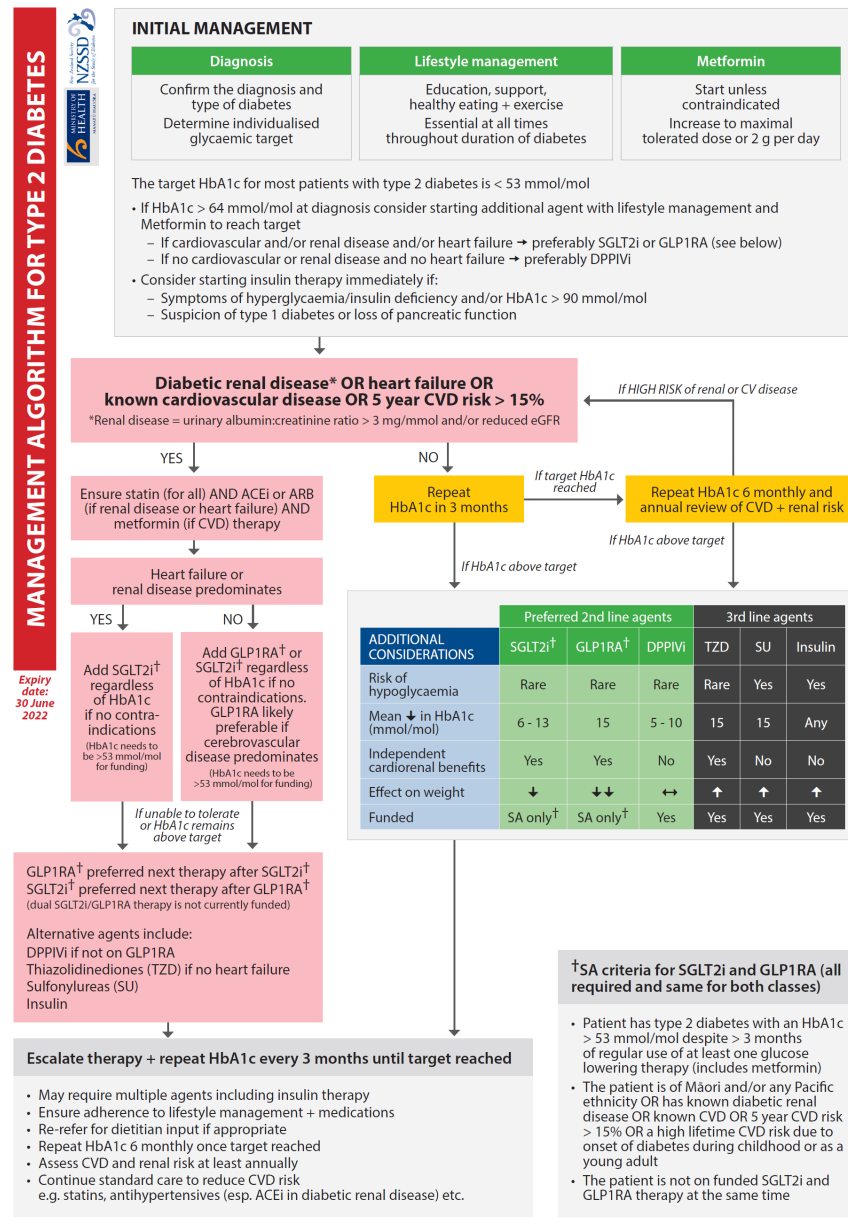 MANAGEMENT ALGORITHM FOR TYPE 2 DIABETES
New Zealand Society
for the Study of Diabetes
NZSSD
MINISTRY OF
HEALTH
MANATŪ HAUORA
Expiry
date:
30 June
2022
INITIAL MANAGEMENT
Diagnosis
Confirm the diagnosis and
type of diabetes
Determine individualised
glycaemic target
Lifestyle management
Education, support,
healthy eating + exercise
Essential at all times
throughout duration of diabetes
Metformin
Start unless
contraindicated
Increase to maximal
tolerated dose or 2 g per day
The target HbA1c for most patients with type 2 diabetes is < 53 mmol/mol
• If HbA1c > 64 mmol/mol at diagnosis consider starting additional agent with lifestyle management and
Metformin to reach target
– If cardiovascular and/or renal disease and/or heart failure → preferably SGLT2i or GLP1RA (see below)
– If no cardiovascular or renal disease and no heart failure → preferably DPPIVi
• Consider starting insulin therapy immediately if:
– Symptoms of hyperglycaemia/insulin deficiency and/or HbA1c > 90 mmol/mol
– Suspicion of type 1 diabetes or loss of pancreatic function
Diabetic renal disease* OR heart failure OR
known cardiovascular disease OR 5 year CVD risk > 15%
*Renal disease = urinary albumin:creatinine ratio > 3 mg/mmol and/or reduced eGFR
If HIGH RISK of renal or CV disease
YES
NO
Ensure statin (for all) AND ACEi or ARB
(if renal disease or heart failure) AND
metformin (if CVD) therapy
Repeat
HbA1c in 3 months
If target HbA1c
reached
Repeat HbA1c 6 monthly and
annual review of CVD + renal risk
If HbA1c above target
If HbA1c above target
Heart failure or
renal disease predominates
YES
NO
Add SGLT2i†
regardless
of HbA1c
if no contra-
indications
(HbA1c needs to
be >53 mmol/mol
for funding)
Add GLP1RA† or
SGLT2i† regardless
of HbA1c if no
contraindications.
GLP1RA likely
preferable if
cerebrovascular
disease predominates
(HbA1c needs to be
>53 mmol/mol for funding)
If unable to tolerate
or HbA1c remains
above target
Preferred 2nd line agents 3rd line agents
ADDITIONAL
CONSIDERATIONS
SGLT2i† GLP1RA† DPPIVi TZD SU Insulin
Risk of
hypoglycaemia
Rare Rare Rare Rare Yes Yes
Mean ↓ in HbA1c
(mmol/mol)
6 - 13 15 5 - 10 15 15 Any
Independent
cardiorenal benefits
Yes Yes No Yes No No
Effect on weight ↓ ↓↓ ↔ ↑ ↑ ↑
Funded SA only† SA only† Yes Yes Yes Yes
GLP1RA† preferred next therapy after SGLT2i†
SGLT2i† preferred next therapy after GLP1RA†
(dual SGLT2i/GLP1RA therapy is not currently funded)
Alternative agents include:
DPPIVi if not on GLP1RA
Thiazolidinediones (TZD) if no heart failure
Sulfonylureas (SU)
Insulin
Escalate therapy + repeat HbA1c every 3 months until target reached
• May require multiple agents including insulin therapy
• Ensure adherence to lifestyle management + medications
• Re-refer for dietitian input if appropriate
• Repeat HbA1c 6 monthly once target reached
• Assess CVD and renal risk at least annually
• Continue standard care to reduce CVD risk
e.g. statins, antihypertensives (esp. ACEi in diabetic renal disease) etc.
†SA criteria for SGLT2i and GLP1RA (all
required and same for both classes)
• Patient has type 2 diabetes with an HbA1c
> 53 mmol/mol despite > 3 months
of regular use of at least one glucose
lowering therapy (includes metformin)
• The patient is of Māori and/or any Pacific
ethnicity OR has known diabetic renal
disease OR known CVD OR 5 year CVD risk
> 15% OR a high lifetime CVD risk due to
onset of diabetes during childhood or as a
young adult
• The patient is not on funded SGLT2i and
GLP1RA therapy at the same time